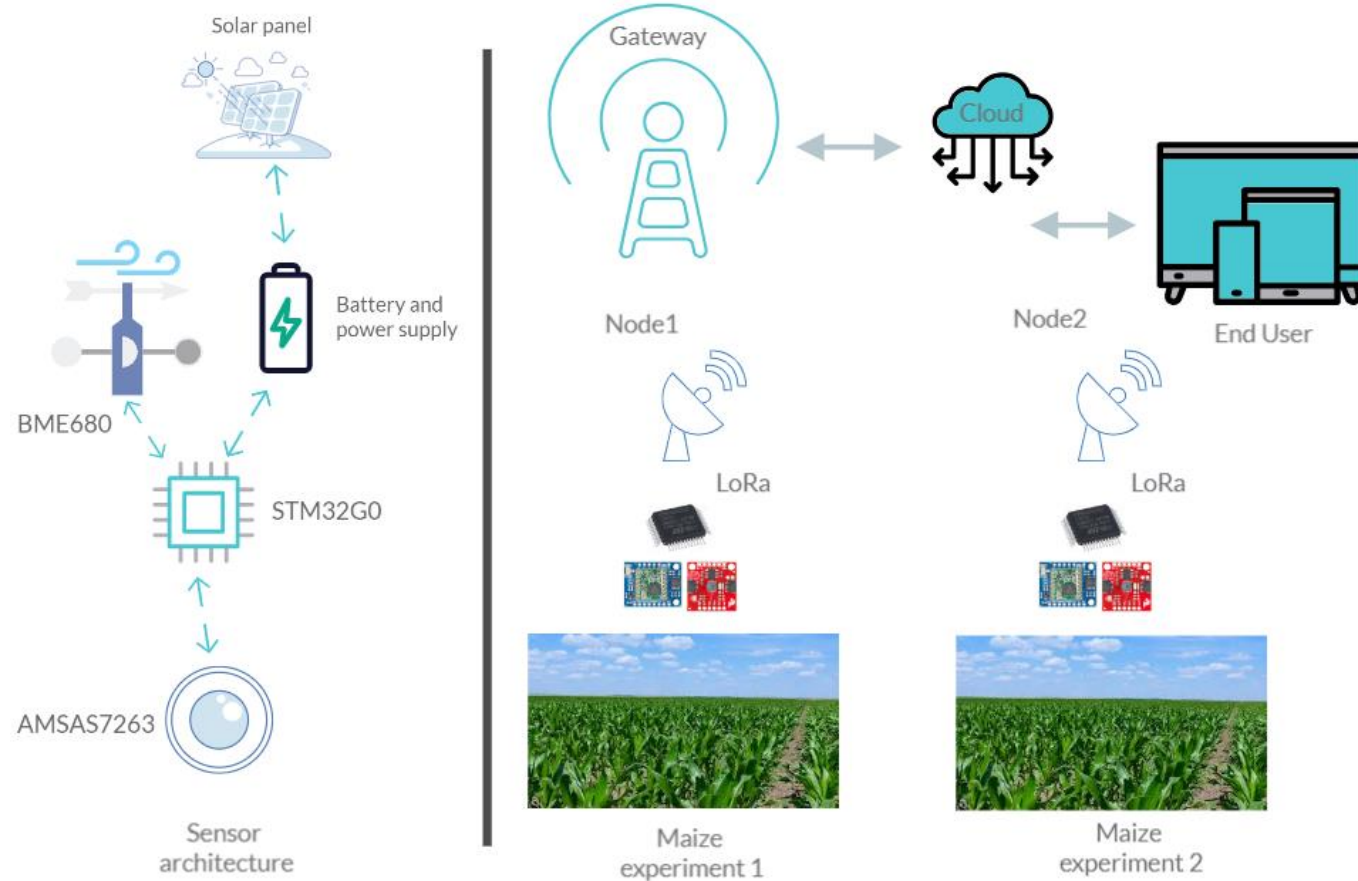 Solar panel
Battery and
power supply
BME680
STM32G0
AMSAS7263
Sensor
architecture
Gateway
Cloud
Node1
Node2
End User
LoRa
LoRa
Maize
experiment 1
Maize
experiment 2